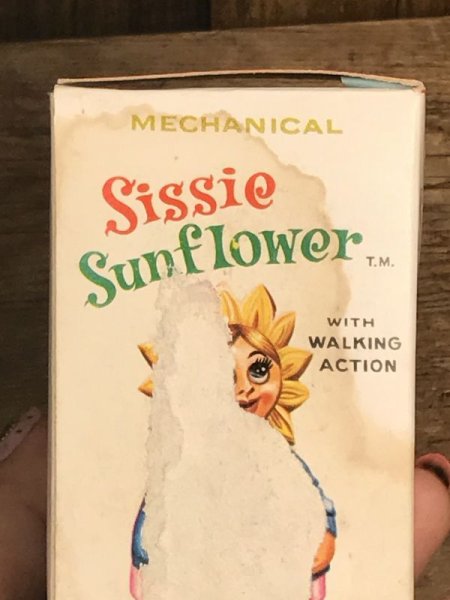 MECHANICAL
Sissie
Sunflower T.M.
WITH
WALKING
ACTION